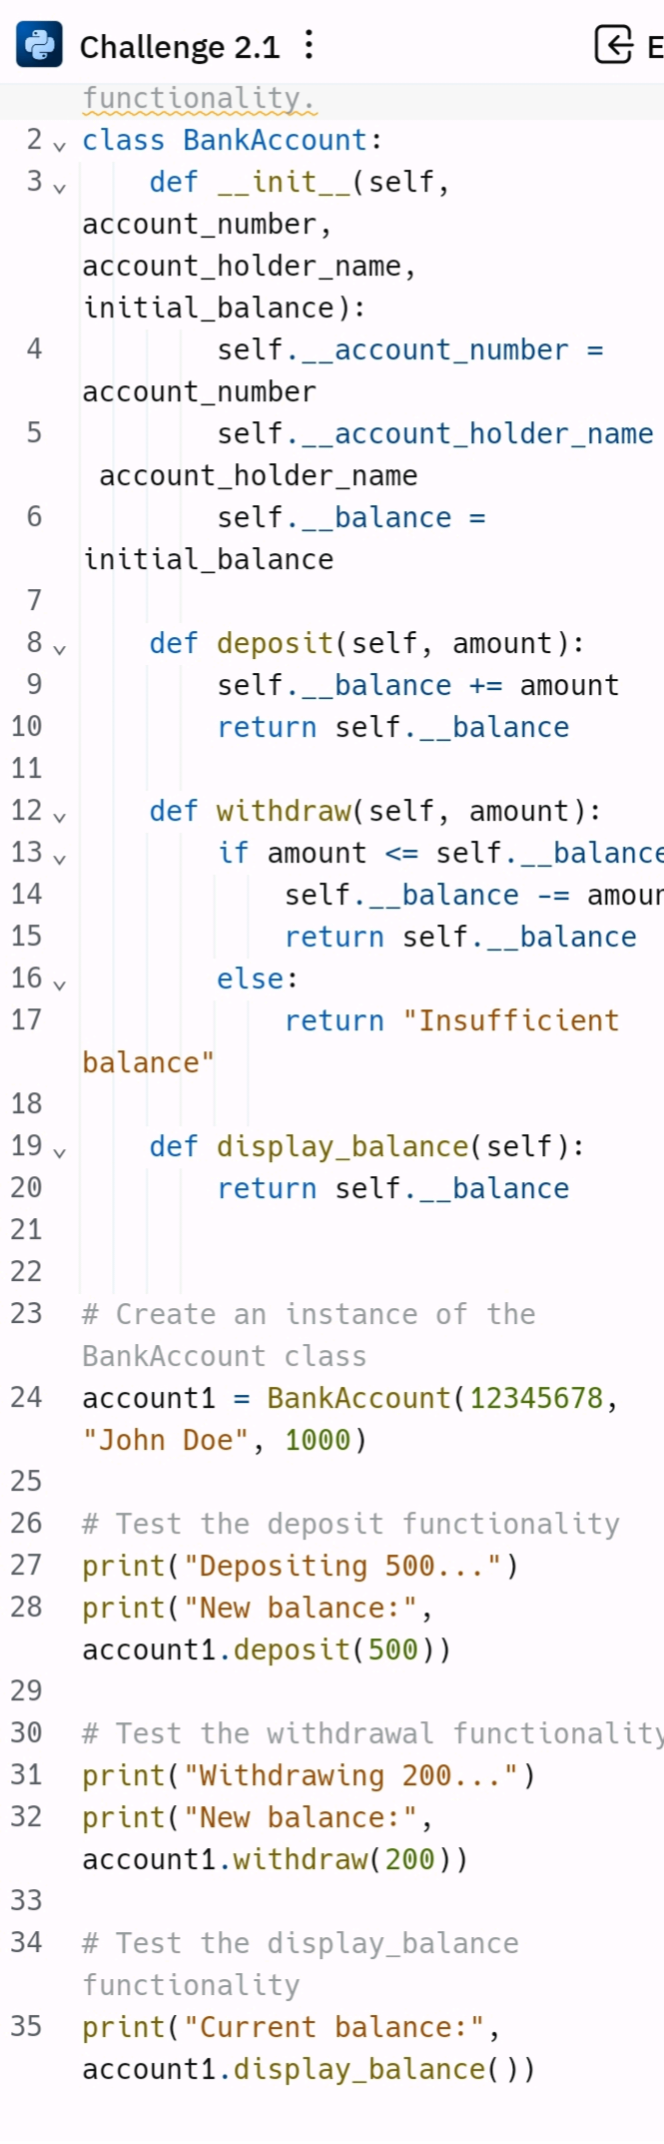 Challenge 2.1
E
functionality.
2 class BankAccount:
3 def __init__(self,
account_number,
account_holder_name,
initial_balance):
4 self.__account_number =
account_number
5 self.__account_holder_name
account_holder_name
6 self.__balance =
initial_balance
7
8 def deposit(self, amount):
9 self.__balance += amount
10 return self.__balance
11
12 def withdraw(self, amount):
13 if amount <= self.__balance
14 self.__balance -= amoun
15 return self.__balance
16 else:
17 return "Insufficient
balance"
18
19 def display_balance(self):
20 return self.__balance
21
22
23 # Create an instance of the
BankAccount class
24 account1 = BankAccount(12345678,
"John Doe", 1000)
25
26 # Test the deposit functionality
27 print("Depositing 500...")
28 print("New balance:",
account1.deposit(500))
29
30 # Test the withdrawal functionality
31 print("Withdrawing 200...")
32 print("New balance:",
account1.withdraw(200))
33
34 # Test the display_balance
functionality
35 print("Current balance:",
account1.display_balance())